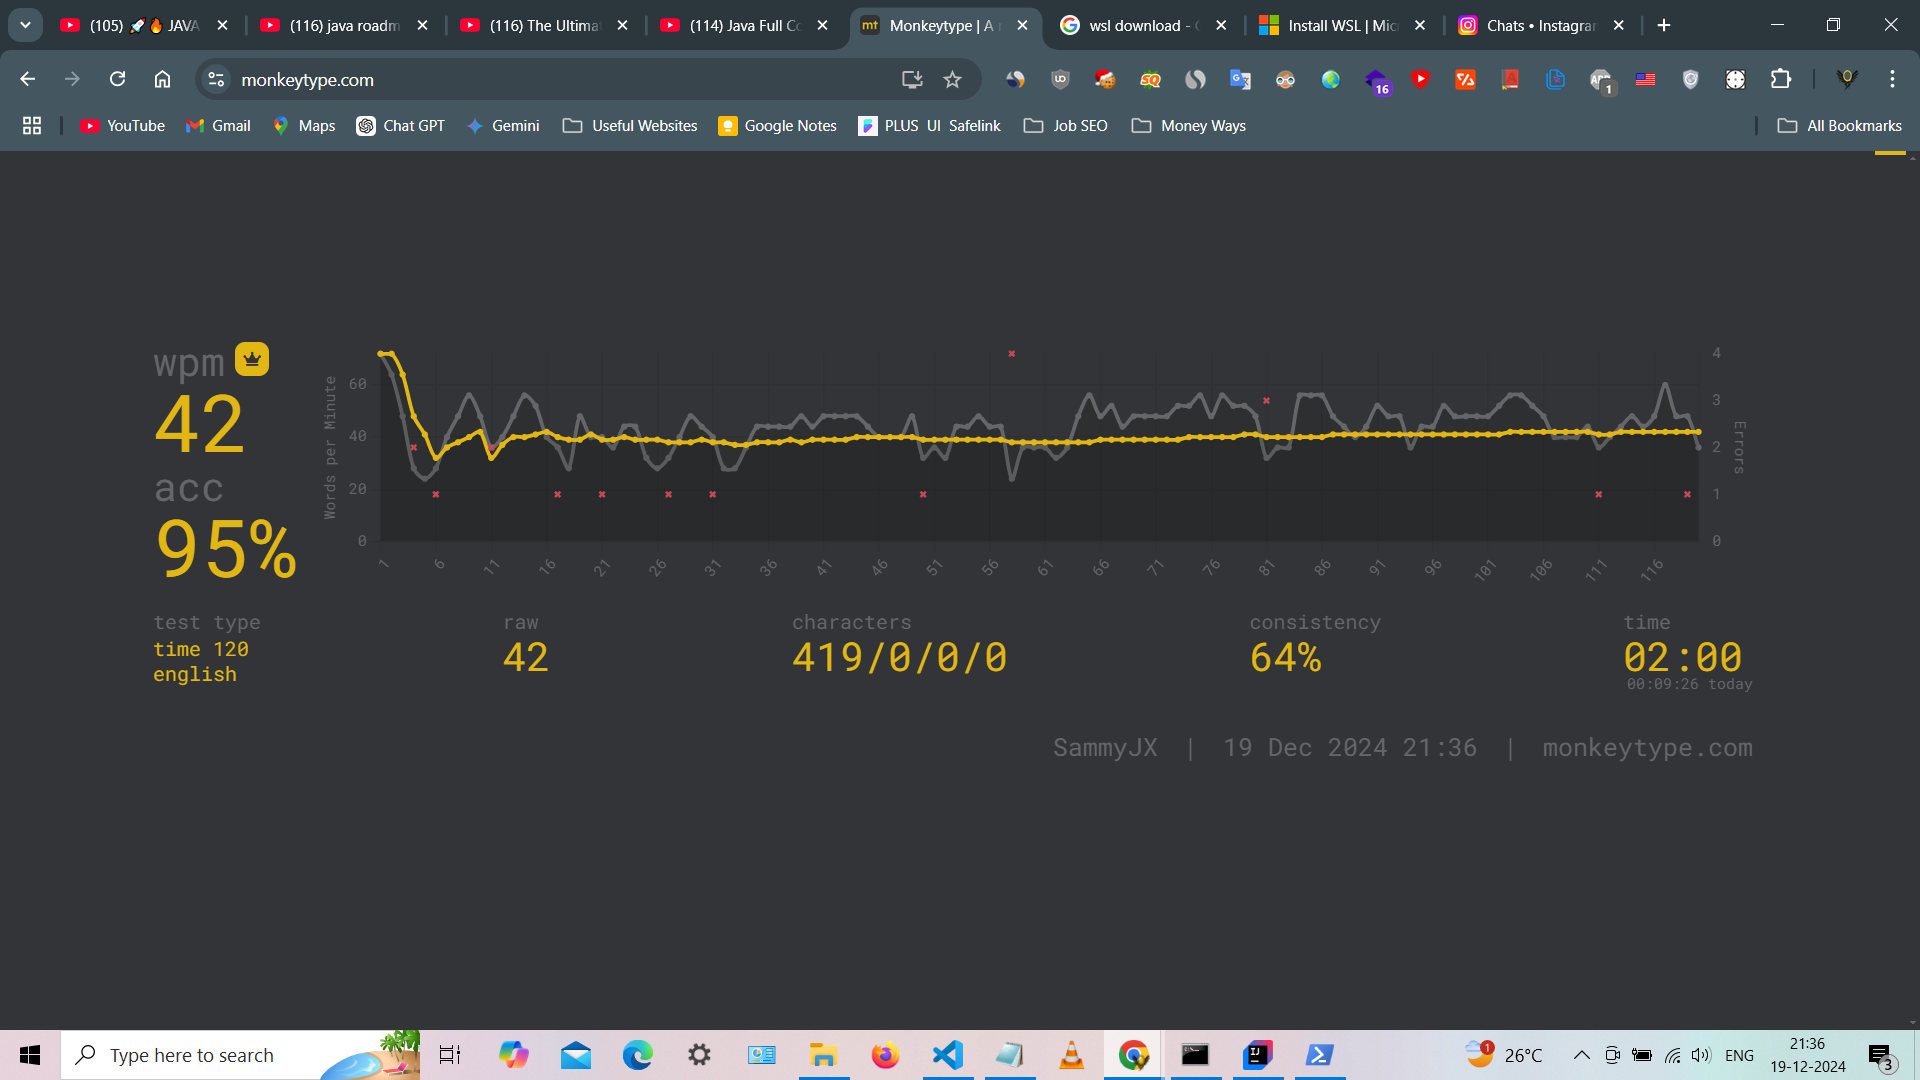 (105) 🚀🔥 JAVA
(116) java roadm
(116) The Ultima
(114) Java Full Co
Monkeytype | A
wsl download -
Install WSL | Mic
Chats • Instagram
monkeytype.com
16
1
YouTube
Gmail
Maps
Chat GPT
Gemini
Useful Websites
Google Notes
PLUS UI Safelink
Job SEO
Money Ways
All Bookmarks
wpm
42
acc
95%
Words per Minute
60
40
20
0
4
3
2
1
0
Errors
1 6 11 16 21 26 31 36 41 46 51 56 61 66 71 76 81 86 91 96 101 106 111 116
test type
time 120
english
raw
42
characters
419/0/0/0
consistency
64%
time
02:00
00:09:26 today
SammyJX | 19 Dec 2024 21:36 | monkeytype.com
Type here to search
1
26°C
ENG
21:36
19-12-2024
3